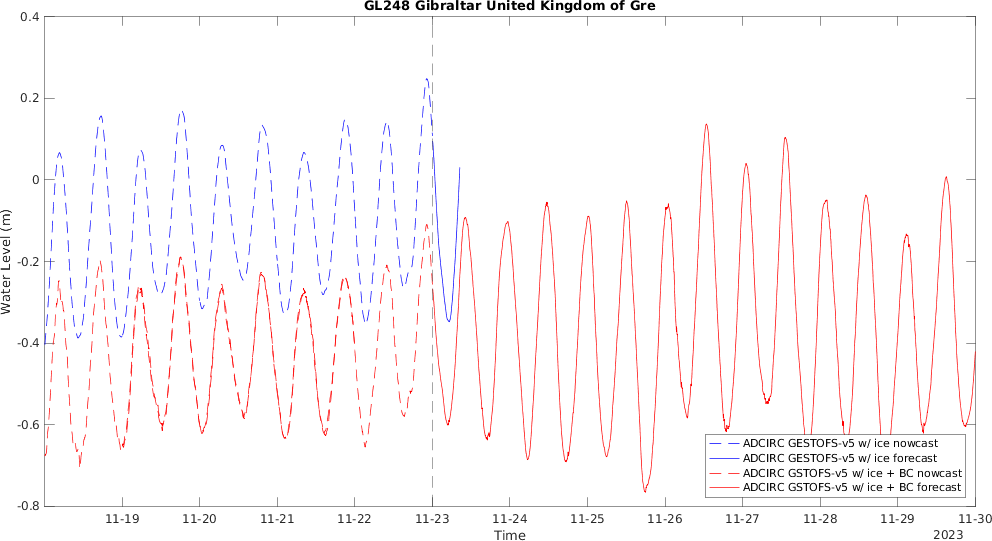 GL248 Gibraltar United Kingdom of Gre
0.4
0.2
0
-0.2
-0.4
-0.6
-0.8
Water Level (m)
ADCIRC GESTOFS-v5 w/ ice nowcast
ADCIRC GESTOFS-v5 w/ ice forecast
ADCIRC GSTOFS-v5 w/ ice + BC nowcast
ADCIRC GSTOFS-v5 w/ ice + BC forecast
11-19 11-20 11-21 11-22 11-23 11-24 11-25 11-26 11-27 11-28 11-29 11-30
Time
2023